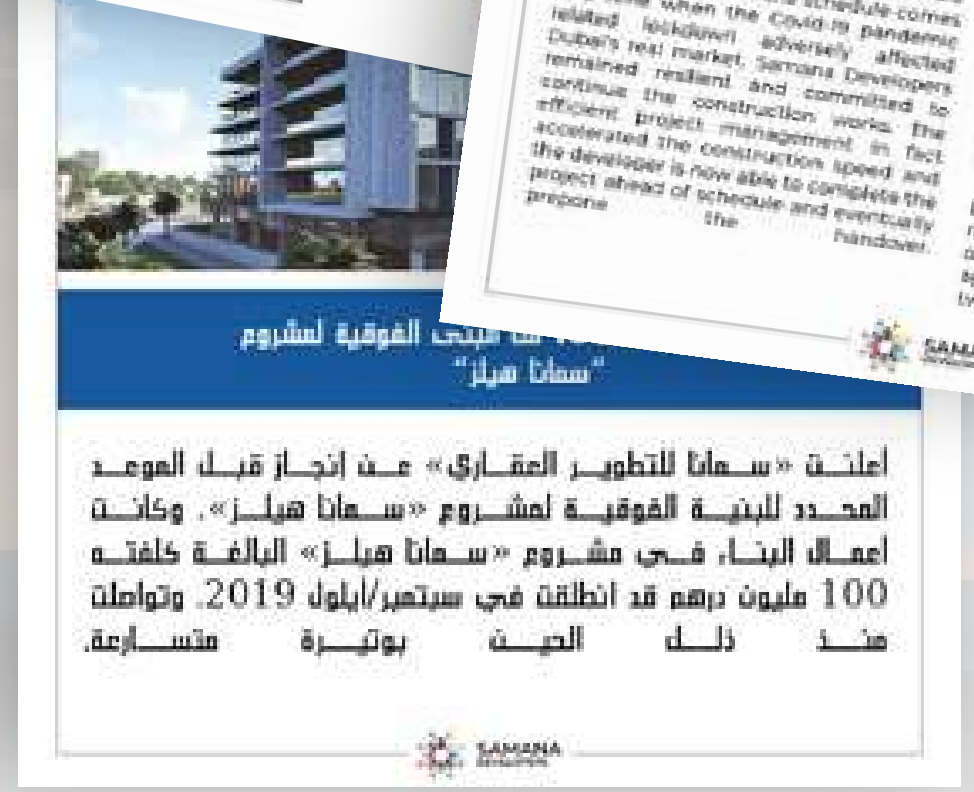 schedule comes
when the Covid-19 pandemic
related lockdown adversely affected
Dubai's real market, Samana Developers
remained resilient and committed to
continue the construction works. The
efficient project management in fact
accelerated the construction speed and
the developer is now able to complete the
project ahead of schedule and eventually
prepone the handover.
SAMA
البنى الفوقية لمشروع
“سمانا هيلز”
أعلنت «سمانا للتطوير العقاري» عن إنجاز قبل الموعد
المحدد للبنية الفوقية لمشروع «سمانا هيلز». وكانت
أعمال البناء في مشروع «سمانا هيلز» البالغة كلفته
100 مليون درهم قد انطلقت في سبتمبر/أيلول 2019. وتواصلت
منذ ذلك الحين بوتيرة متسارعة.
SAMANA
DEVELOPERS